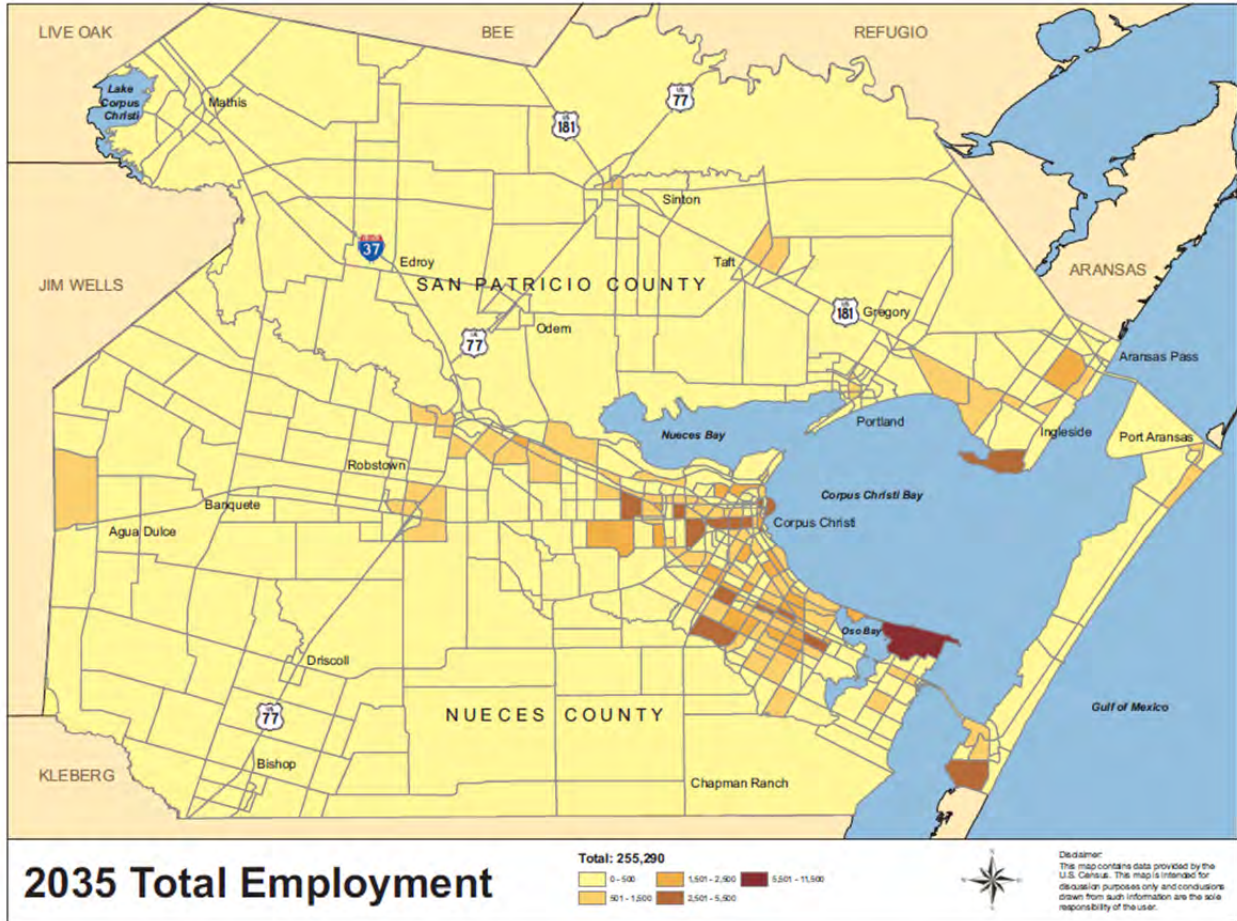 LIVE OAK
BEE
REFUGIO
Lake
Corpus
Christi
Mathis
US
77
US
181
Sinton
37
Edroy
Taft
SAN PATRICIO COUNTY
JIM WELLS
ARANSAS
US
181
Gregory
US
77
Odem
Aransas Pass
Portland
Nueces Bay
Ingleside
Port Aransas
Robstown
Banquete
Corpus Christi Bay
Agua Dulce
Corpus Christi
Oso Bay
Driscoll
US
77
NUECES COUNTY
Gulf of Mexico
KLEBERG
Bishop
Chapman Ranch
2035 Total Employment
Total: 255,290
0 - 500
1,501 - 2,500
5,501 - 11,500
501 - 1,500
2,501 - 5,500
N
Disclaimer:
This map contains data provided by the
U.S. Census. This map is intended for
discussion purposes only and conclusions
drawn from such information are the sole
responsibility of the user.